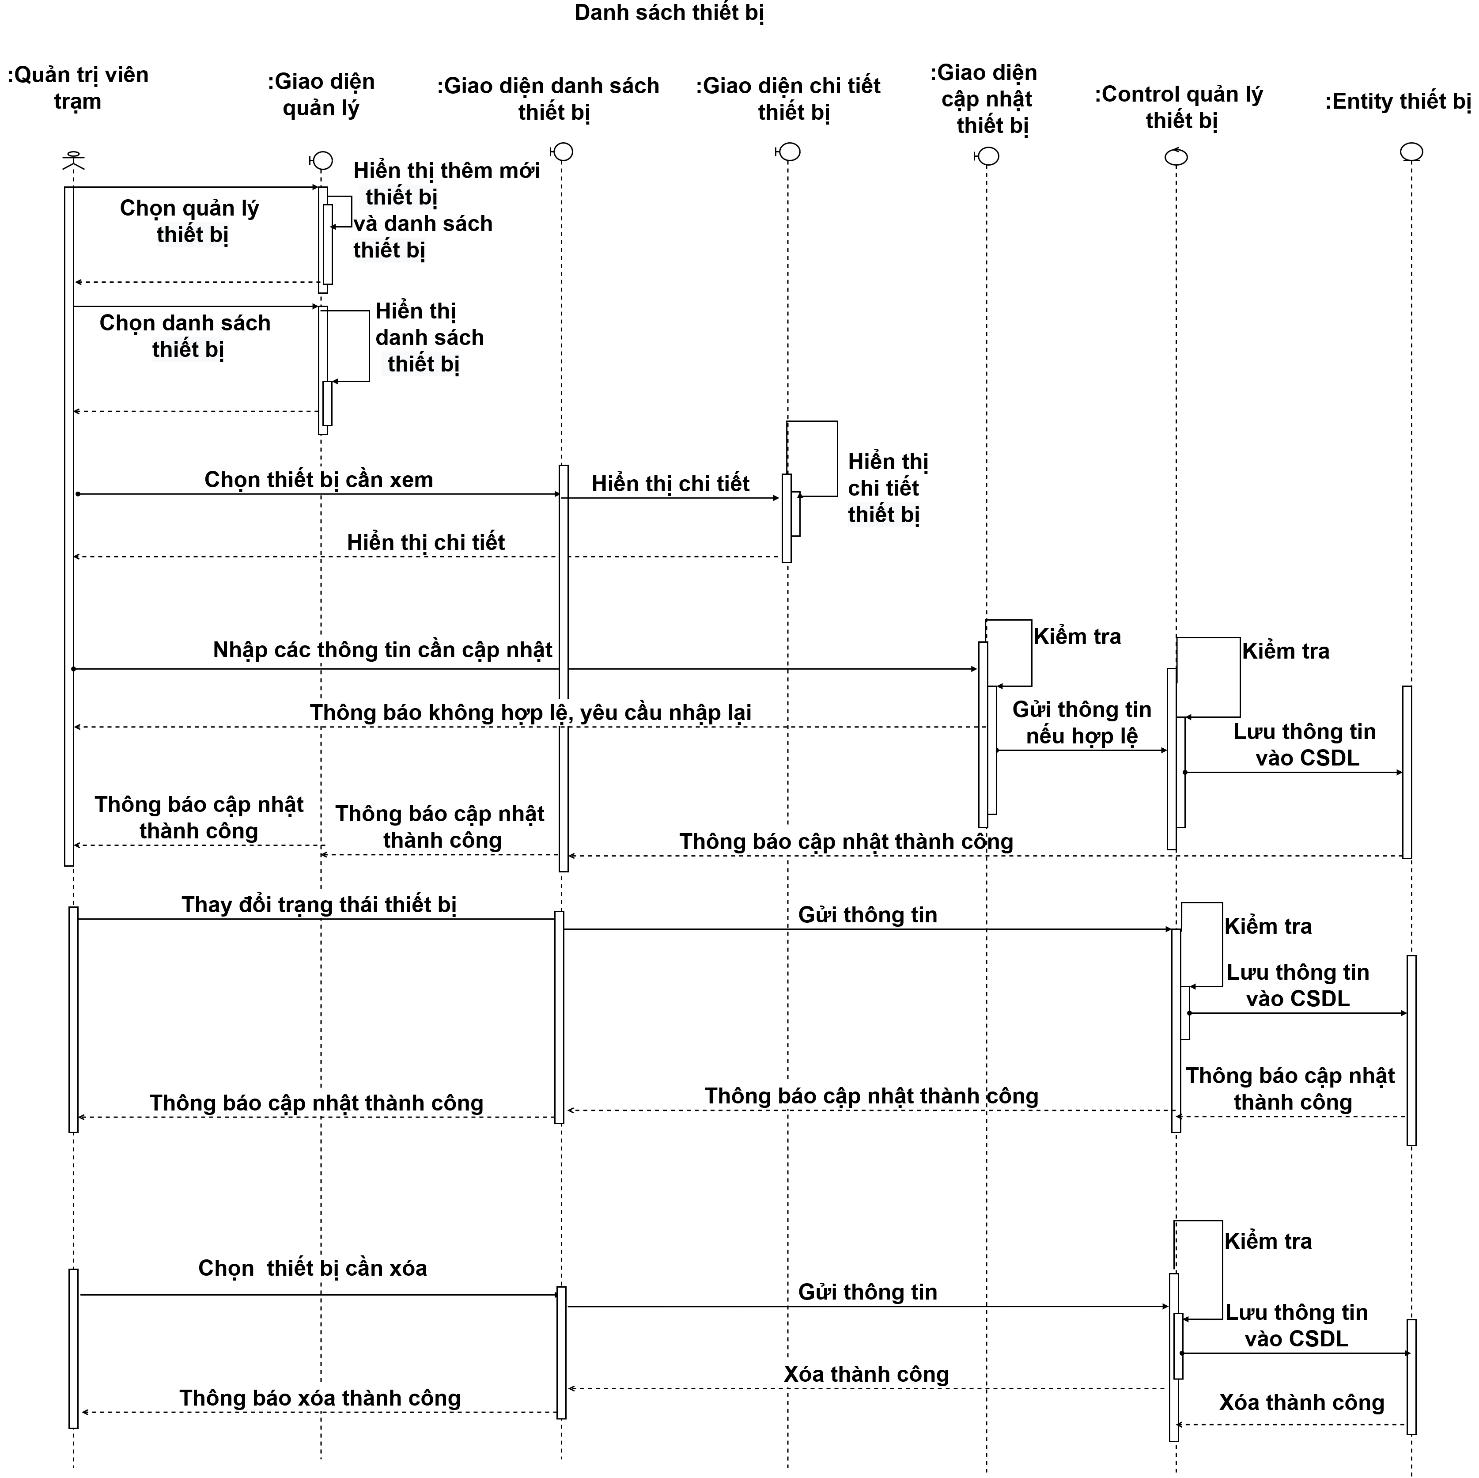 Danh sách thiết bị
:Quản trị viên
trạm
:Giao diện
quản lý
:Giao diện danh sách
thiết bị
:Giao diện chi tiết
thiết bị
:Giao diện
cập nhật
thiết bị
:Control quản lý
thiết bị
:Entity thiết bị
Hiển thị thêm mới
thiết bị
và danh sách
thiết bị
Chọn quản lý
thiết bị
Hiển thị
danh sách
thiết bị
Chọn danh sách
thiết bị
Hiển thị
chi tiết
thiết bị
Chọn thiết bị cần xem
Hiển thị chi tiết
Hiển thị chi tiết
Kiểm tra
Kiểm tra
Nhập các thông tin cần cập nhật
Thông báo không hợp lệ, yêu cầu nhập lại
Gửi thông tin
nếu hợp lệ
Lưu thông tin
vào CSDL
Thông báo cập nhật
thành công
Thông báo cập nhật
thành công
Thông báo cập nhật thành công
Thay đổi trạng thái thiết bị
Gửi thông tin
Kiểm tra
Lưu thông tin
vào CSDL
Thông báo cập nhật
thành công
Thông báo cập nhật thành công
Thông báo cập nhật thành công
Kiểm tra
Chọn  thiết bị cần xóa
Gửi thông tin
Lưu thông tin
vào CSDL
Xóa thành công
Thông báo xóa thành công
Xóa thành công